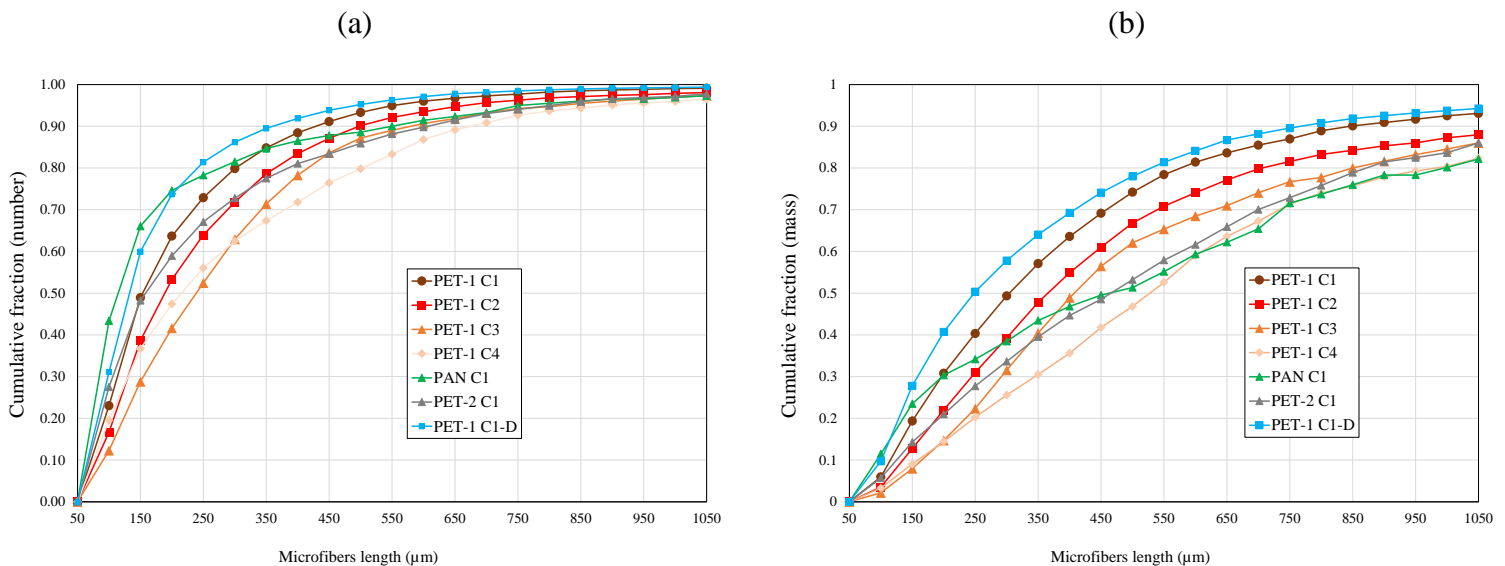 (a)
Cumulative fraction (number)
1.00
0.90
0.80
0.70
0.60
0.50
0.40
0.30
0.20
0.10
0.00
50
150
250
350
450
550
650
750
850
950
1050
Microfibers length (µm)
PET-1 C1
PET-1 C2
PET-1 C3
PET-1 C4
PAN C1
PET-2 C1
PET-1 C1-D
(b)
Cumulative fraction (mass)
1
0.9
0.8
0.7
0.6
0.5
0.4
0.3
0.2
0.1
0
50
150
250
350
450
550
650
750
850
950
1050
Microfibers length (µm)
PET-1 C1
PET-1 C2
PET-1 C3
PET-1 C4
PAN C1
PET-2 C1
PET-1 C1-D